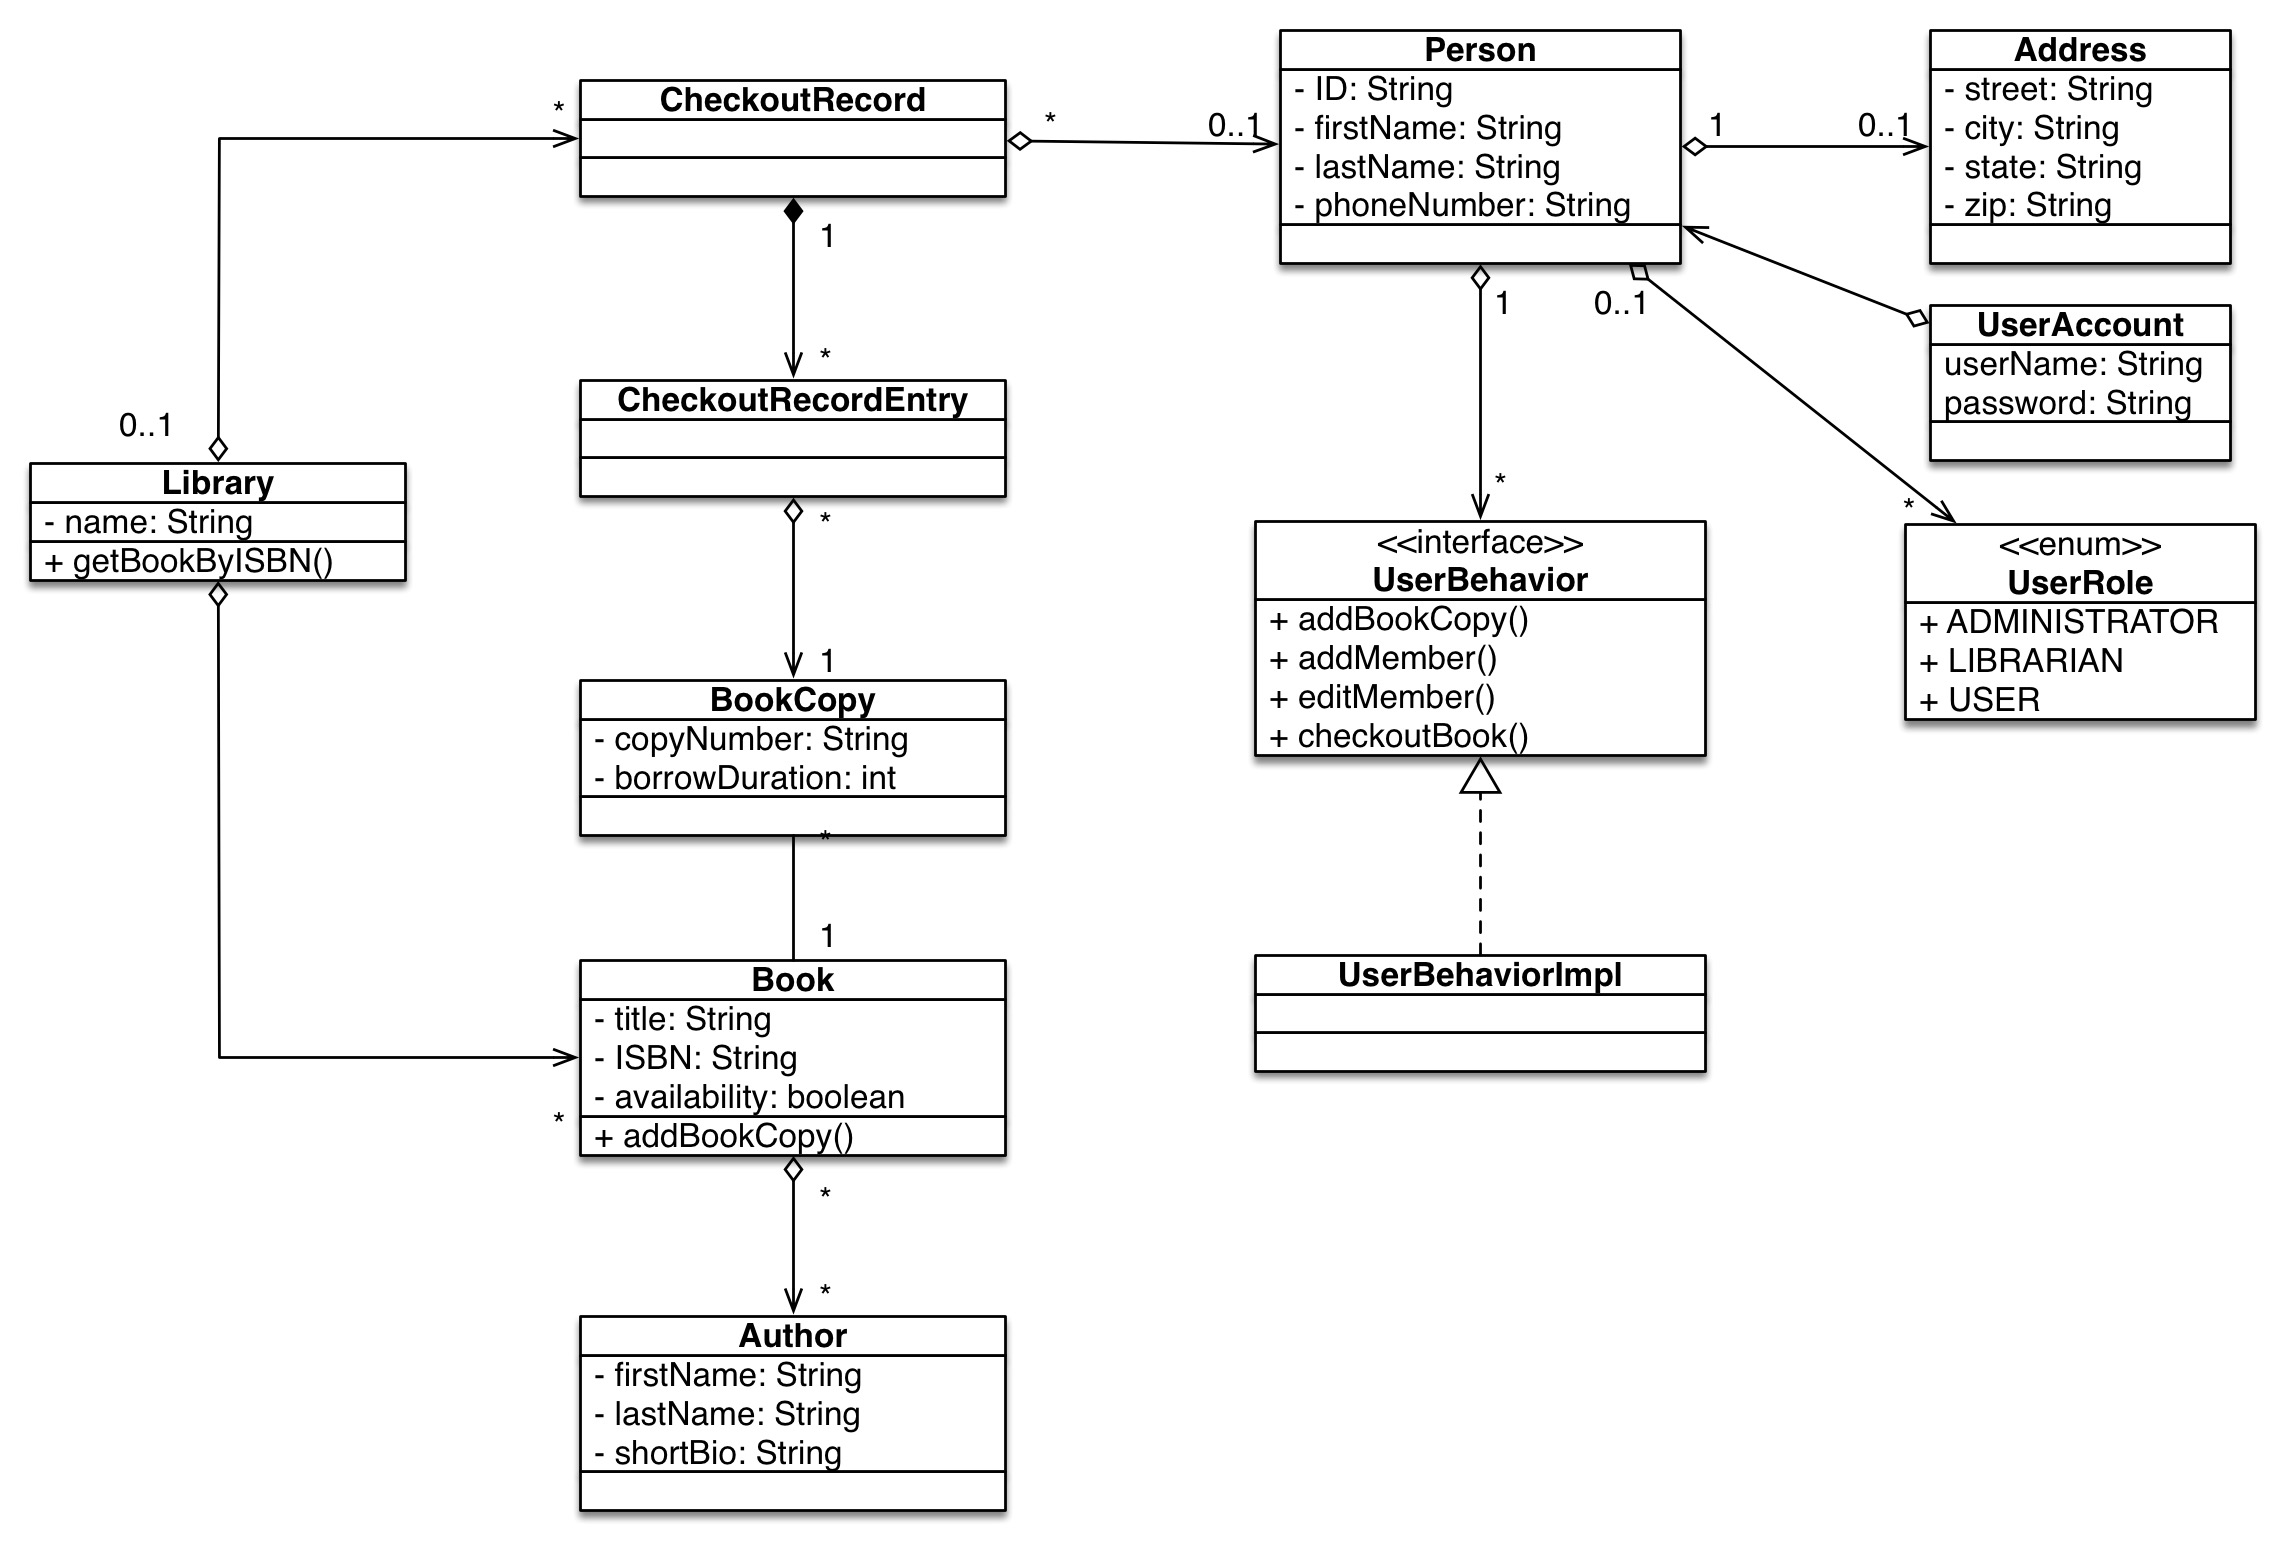 Person
- ID: String
- firstName: String
- lastName: String
- phoneNumber: String
Address
- street: String
- city: String
- state: String
- zip: String
CheckoutRecord
*
*
0..1
1
0..1
1
*
0..1
1
0..1
UserAccount
userName: String
password: String
CheckoutRecordEntry
*
Library
- name: String
+ getBookByISBN()
*
*
<<interface>>
UserBehavior
+ addBookCopy()
+ addMember()
+ editMember()
+ checkoutBook()
<<enum>>
UserRole
+ ADMINISTRATOR
+ LIBRARIAN
+ USER
1
BookCopy
- copyNumber: String
- borrowDuration: int
*
1
Book
- title: String
- ISBN: String
- availability: boolean
+ addBookCopy()
*
UserBehaviorImpl
*
*
Author
- firstName: String
- lastName: String
- shortBio: String